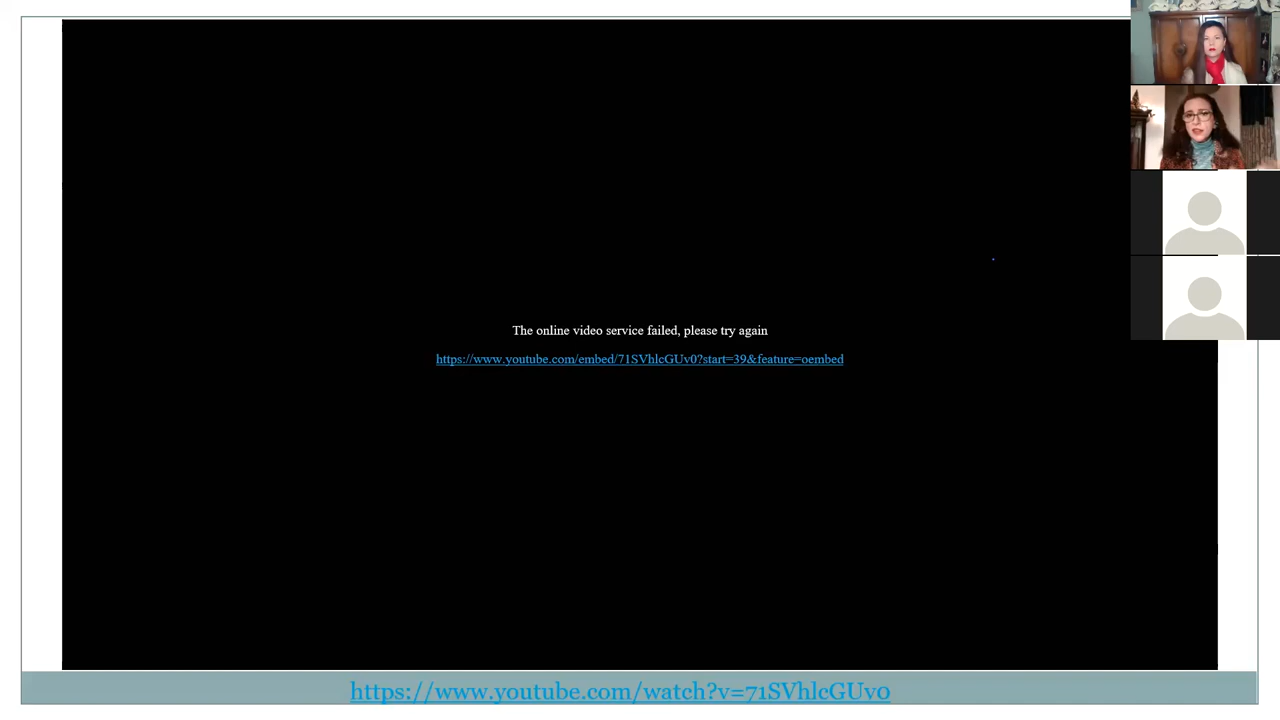 The online video service failed, please try again
https://www.youtube.com/embed/71SVhlcGUv0?start=39&feature=oembed
https://www.youtube.com/watch?v=71SVhlcGUv0